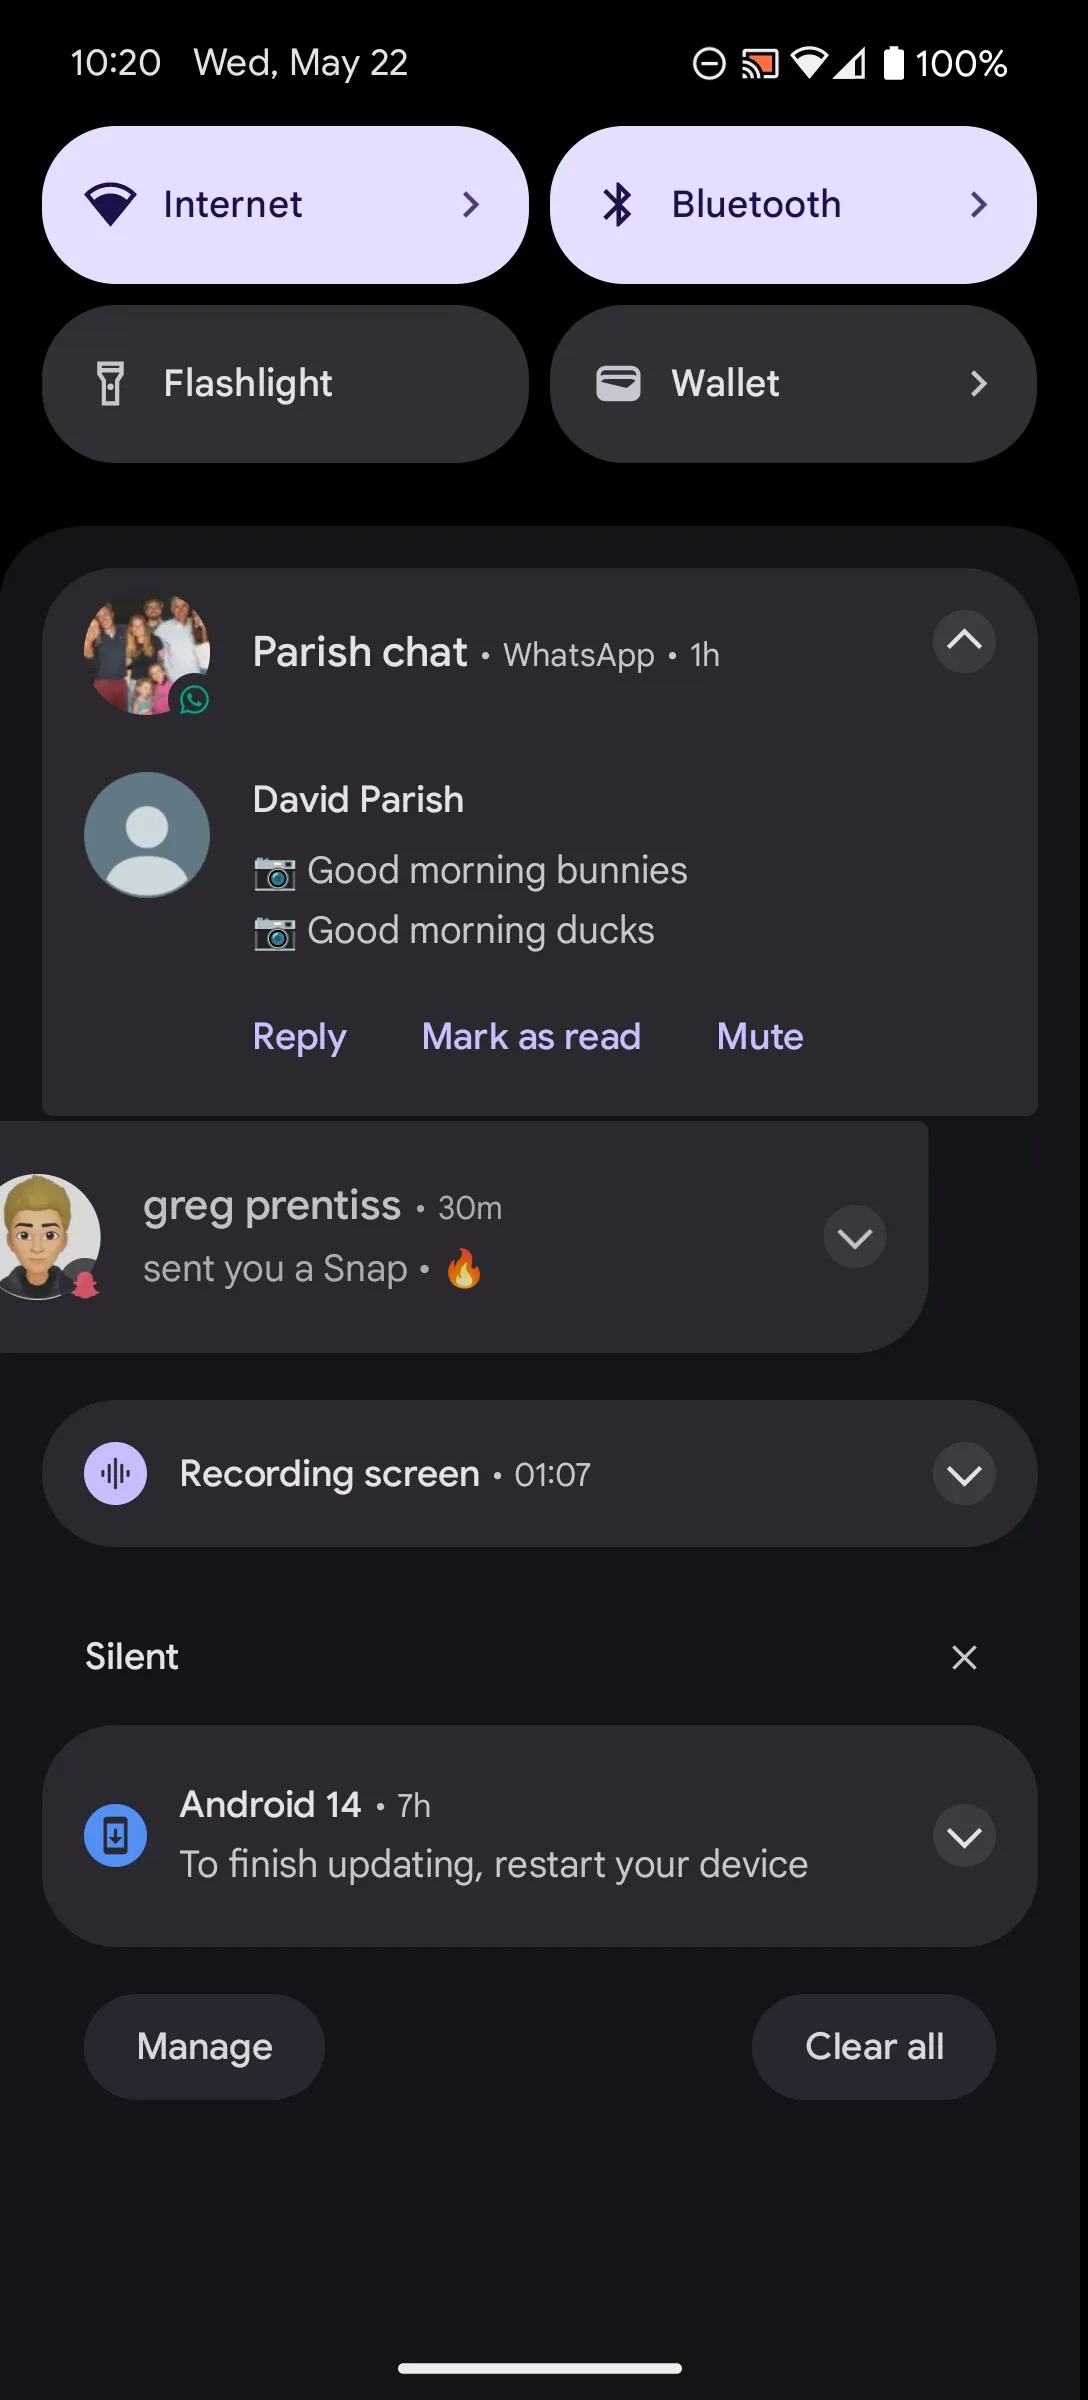 10:20 Wed, May 22 100%
Internet Bluetooth
Flashlight Wallet
Parish chat • WhatsApp • 1h
David Parish
📷 Good morning bunnies
📷 Good morning ducks
Reply Mark as read Mute
greg prentiss • 30m
sent you a Snap • 🔥
Recording screen • 01:07
Silent
Android 14 • 7h
To finish updating, restart your device
Manage Clear all